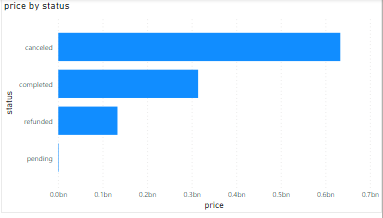 price by status
canceled
completed
refunded
pending
status
0.0bn 0.1bn 0.2bn 0.3bn 0.4bn 0.5bn 0.6bn 0.7bn
price